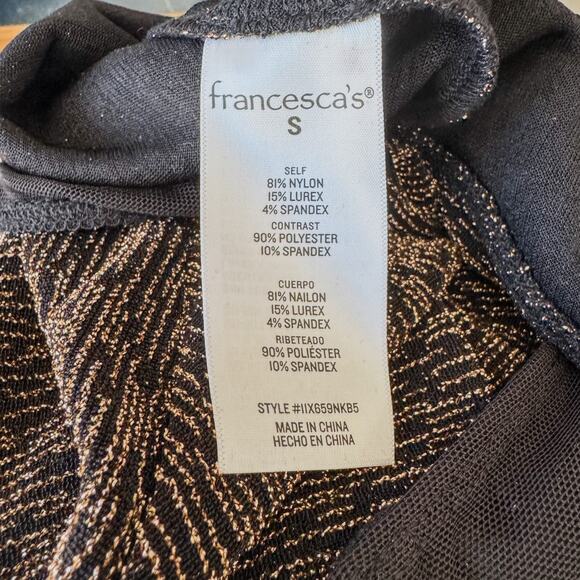 francesca's®
S
SELF
81% NYLON
15% LUREX
4% SPANDEX
CONTRAST
90% POLYESTER
10% SPANDEX
CUERPO
81% NAILON
15% LUREX
4% SPANDEX
RIBETEADO
90% POLIÉSTER
10% SPANDEX
STYLE #IIX659NKB5
MADE IN CHINA
HECHO EN CHINA